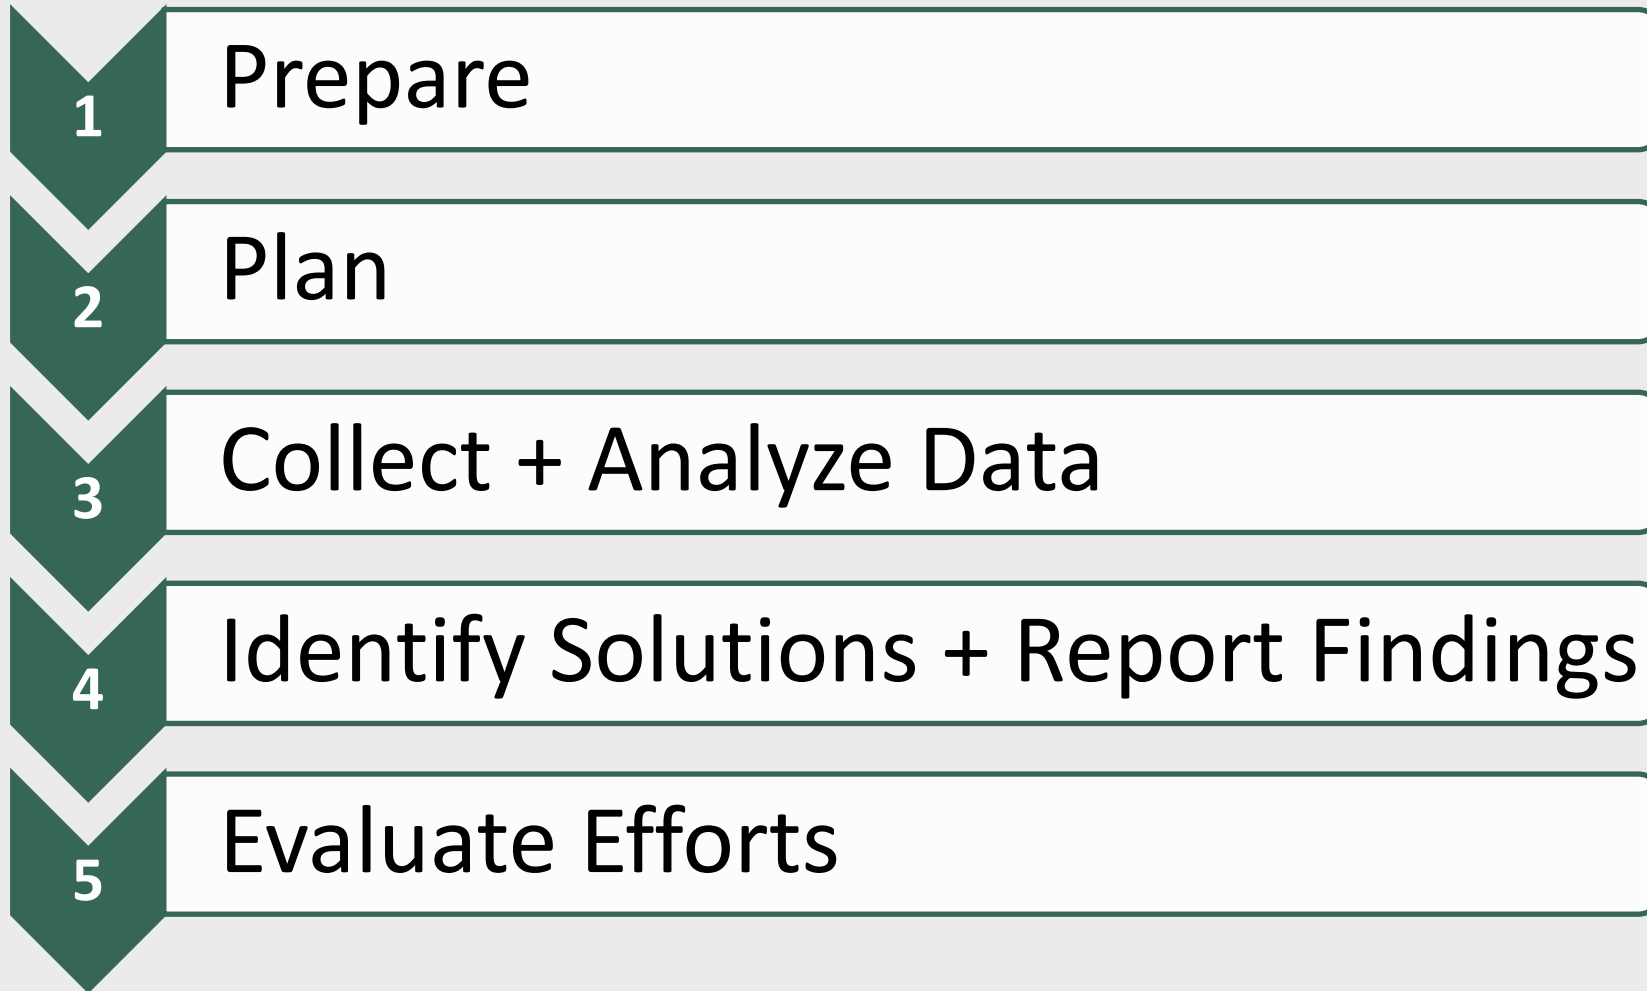 1
Prepare
2
Plan
3
Collect + Analyze Data
4
Identify Solutions + Report Findings
5
Evaluate Efforts